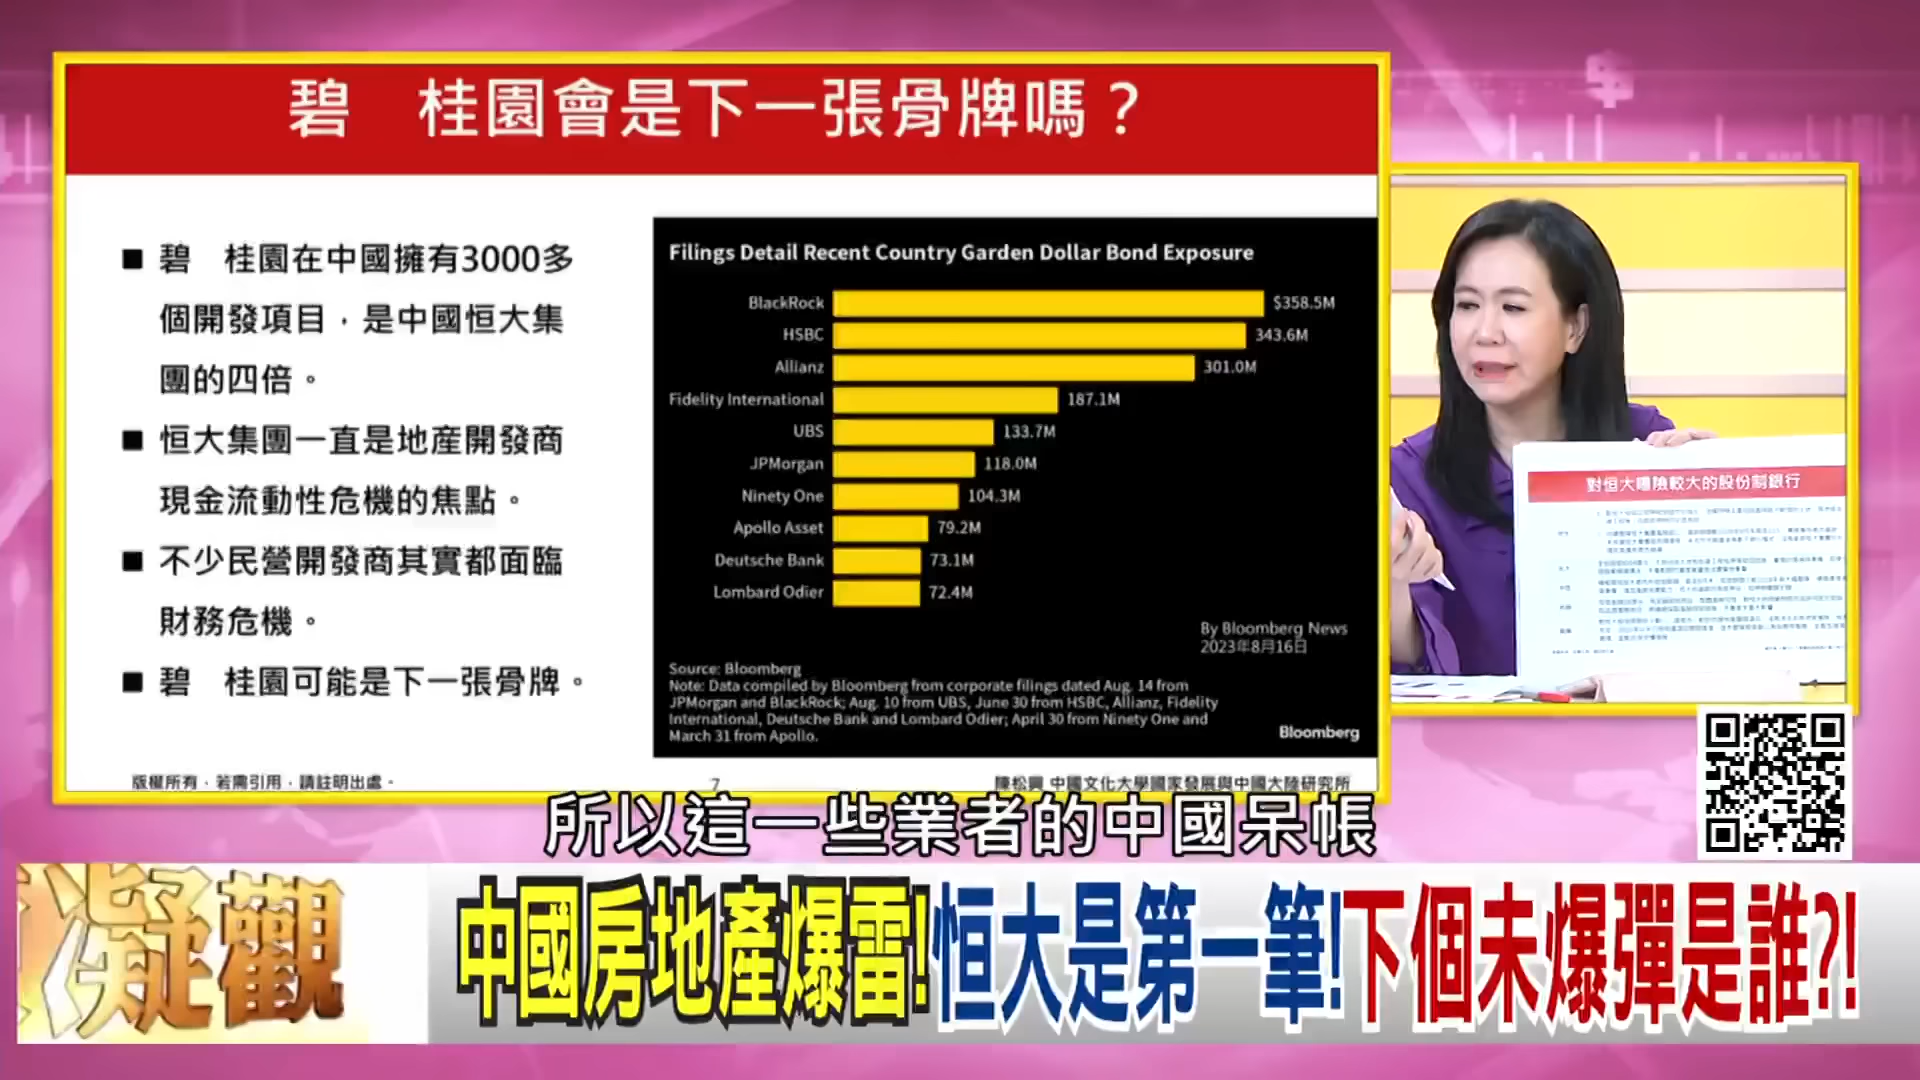 碧 桂園會是下一張骨牌嗎？
■ 碧 桂園在中國擁有3000多
個開發項目，是中國恒大集
團的四倍。
■ 恒大集團一直是地產開發商
現金流動性危機的焦點。
■ 不少民營開發商其實都面臨
財務危機。
■ 碧 桂園可能是下一張骨牌。
Filings Detail Recent Country Garden Dollar Bond Exposure
BlackRock $358.5M
HSBC 343.6M
Allianz 301.0M
Fidelity International 187.1M
UBS 133.7M
JPMorgan 118.0M
Ninety One 104.3M
Apollo Asset 79.2M
Deutsche Bank 73.1M
Lombard Odier 72.4M
By Bloomberg News
2023年8月16日
Source: Bloomberg
Note: Data compiled by Bloomberg from corporate filings dated Aug. 14 from
JPMorgan and BlackRock; Aug. 10 from UBS, June 30 from HSBC, Allianz, Fidelity
International, Deutsche Bank and Lombard Odier; April 30 from Ninety One and
March 31 from Apollo.
Bloomberg
版權所有，若需引用，請註明出處。
7
陳松興 中國文化大學國家發展與中國大陸研究所
對恒大曝險較大的股份制銀行
所以這一些業者的中國呆帳
凝觀
中國房地產爆雷!恒大是第一筆!下個未爆彈是誰?!